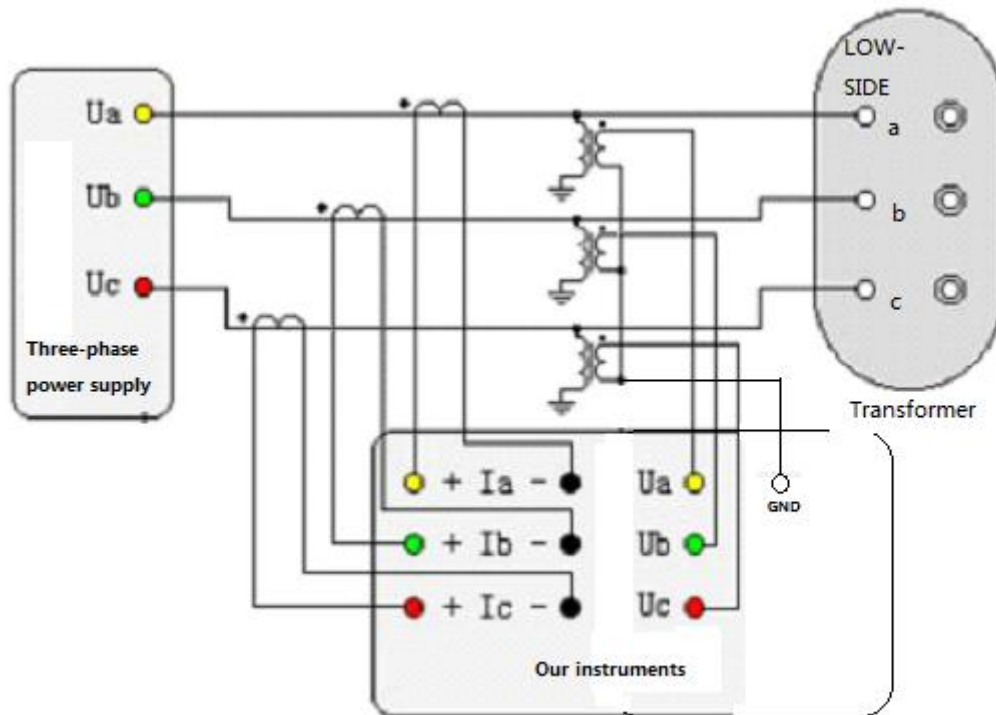 LOW-
SIDE
Ua
a
Ub
b
Uc
c
Three-phase
power supply
Transformer
+ Ia -
Ua
GND
+ Ib -
Ub
+ Ic -
Uc
Our instruments